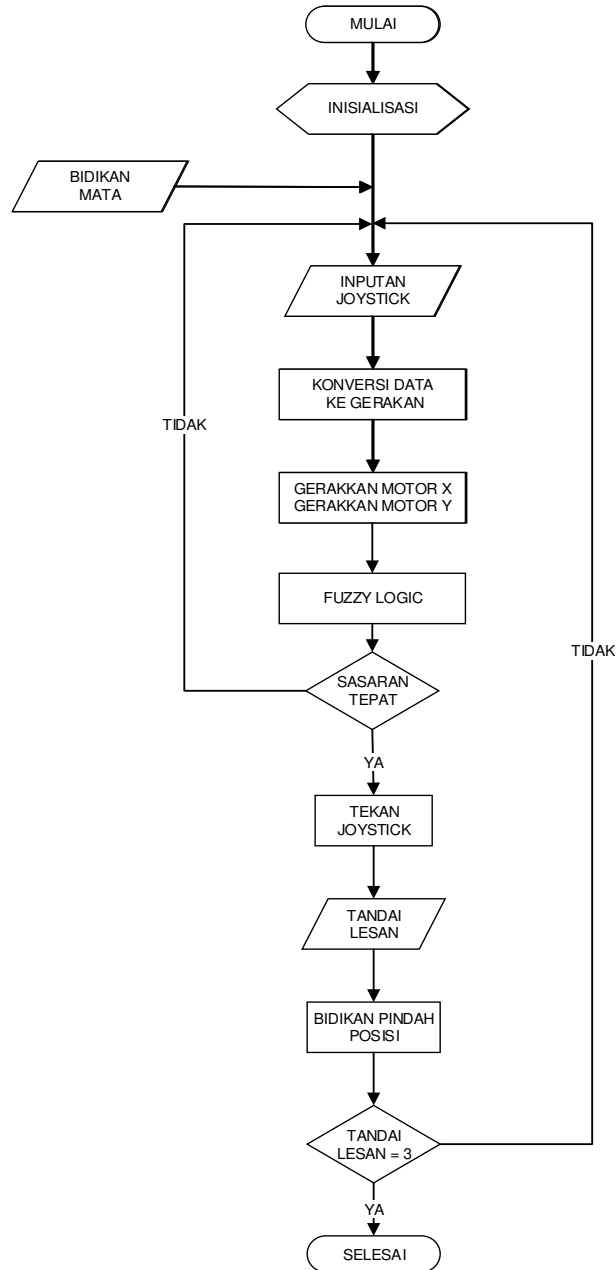 MULAI
INISIALISASI
BIDIKAN
MATA
INPUTAN
JOYSTICK
KONVERSI DATA
KE GERAKAN
TIDAK
GERAKKAN MOTOR X
GERAKKAN MOTOR Y
FUZZY LOGIC
TIDAK
SASARAN
TEPAT
YA
TEKAN
JOYSTICK
TANDAI
LESAN
BIDIKAN PINDAH
POSISI
TANDAI
LESAN = 3
YA
SELESAI